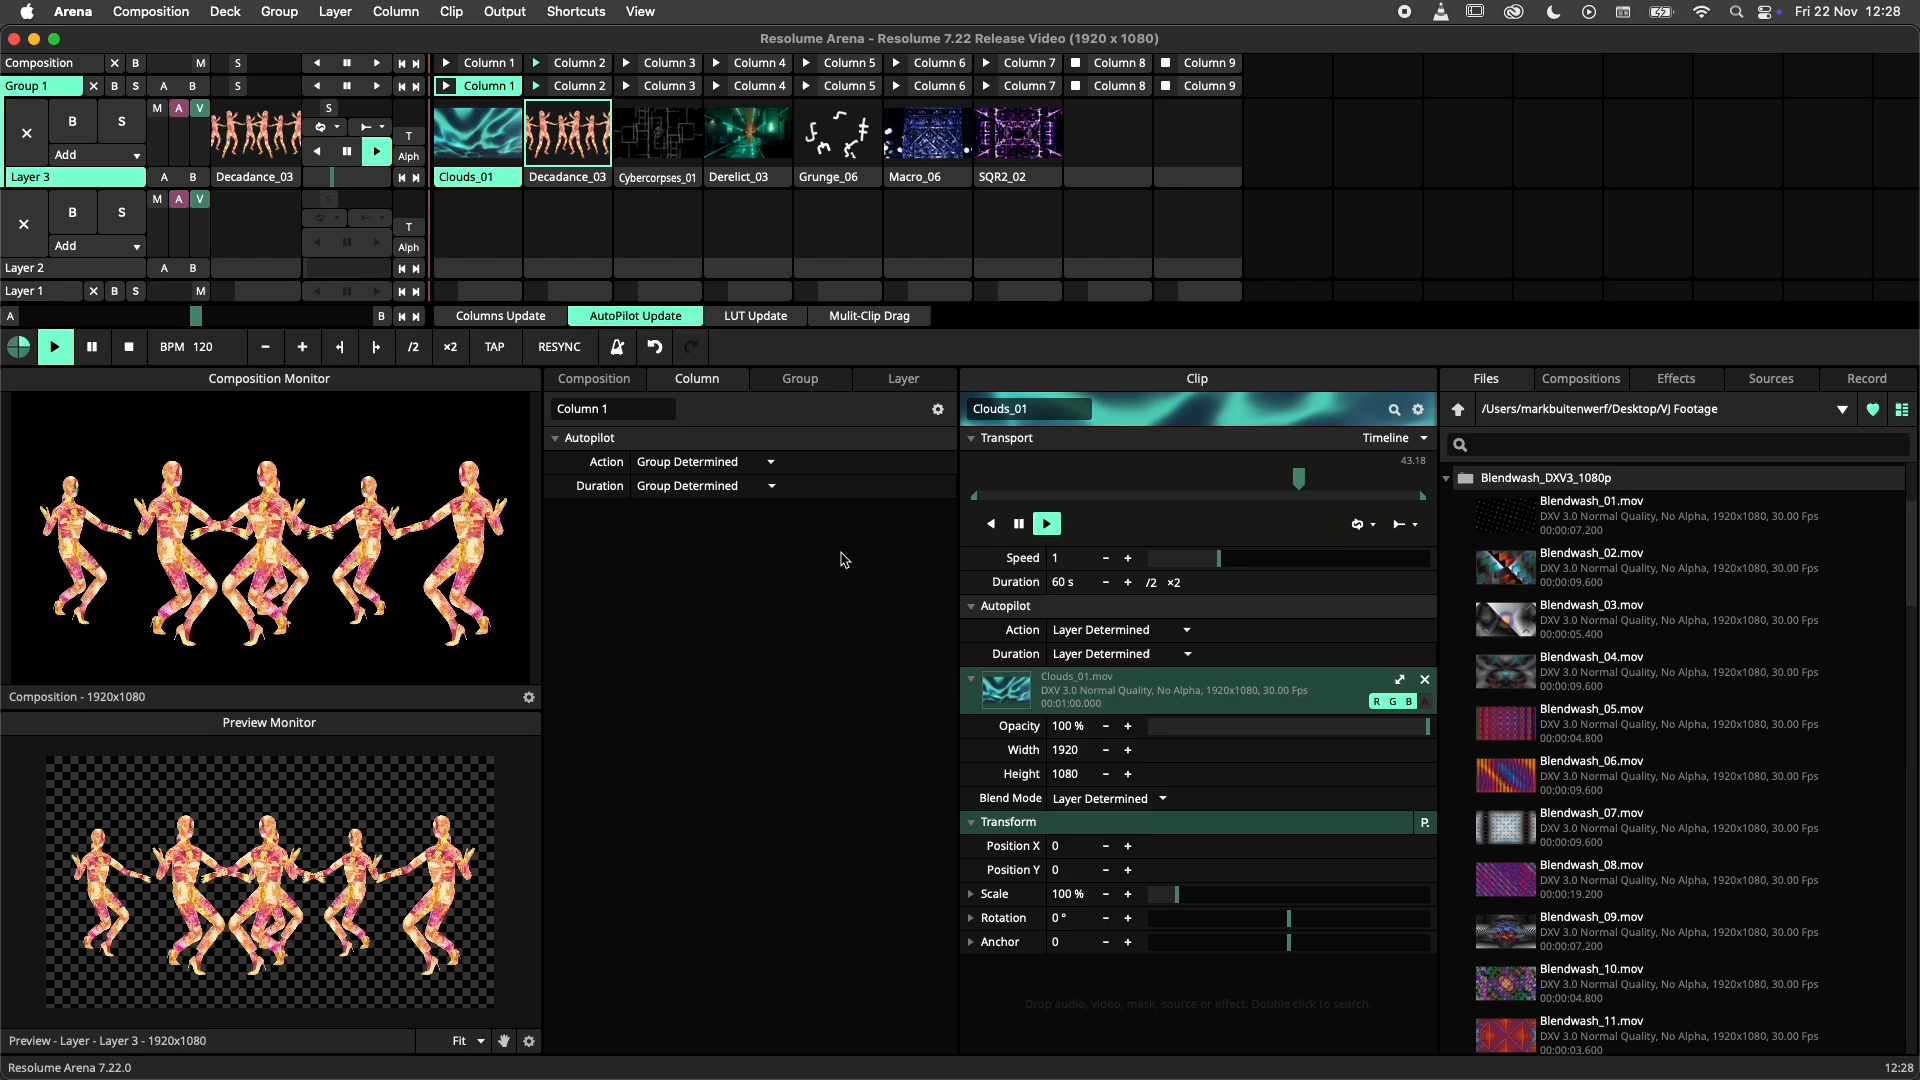 Arena Composition Deck Group Layer Column Clip Output Shortcuts View Fri 22 Nov 12:28
Resolume Arena - Resolume 7.22 Release Video (1920 x 1080)
Composition X B M S Column 1 Column 2 Column 3 Column 4 Column 5 Column 6 Column 7 Column 8 Column 9
Group 1 X B S A B S Column 1 Column 2 Column 3 Column 4 Column 5 Column 6 Column 7 Column 8 Column 9
M A V S
X B S T
Add Alph
Layer 3 A B Decadance_03 Clouds_01 Decadance_03 Cybercorpses_01 Derelict_03 Grunge_06 Macro_06 SQR2_02
M A V S
X B S T
Add Alph
Layer 2 A B
Layer 1 X B S M
A B Columns Update AutoPilot Update LUT Update Mulit-Clip Drag
BPM 120 - + /2 ×2 TAP RESYNC
Composition Monitor
Composition - 1920x1080
Preview Monitor
Preview - Layer - Layer 3 - 1920x1080 Fit
Composition Column Group Layer
Column 1
Autopilot
Action Group Determined
Duration Group Determined
Clip
Clouds_01
Transport Timeline
43.18
Speed 1 - +
Duration 60 s - + /2 ×2
Autopilot
Action Layer Determined
Duration Layer Determined
Clouds_01.mov
DXV 3.0 Normal Quality, No Alpha, 1920x1080, 30.00 Fps
00:01:00.000 R G B A
Opacity 100 % - +
Width 1920 - +
Height 1080 - +
Blend Mode Layer Determined
Transform P.
Position X 0 - +
Position Y 0 - +
Scale 100 % - +
Rotation 0 ° - +
Anchor 0 - +
Drop audio, video, mask, source or effect. Double click to search.
Files Compositions Effects Sources Record
/Users/markbuitenwerf/Desktop/VJ Footage
Blendwash_DXV3_1080p
Blendwash_01.mov
DXV 3.0 Normal Quality, No Alpha, 1920x1080, 30.00 Fps
00:00:07.200
Blendwash_02.mov
DXV 3.0 Normal Quality, No Alpha, 1920x1080, 30.00 Fps
00:00:09.600
Blendwash_03.mov
DXV 3.0 Normal Quality, No Alpha, 1920x1080, 30.00 Fps
00:00:05.400
Blendwash_04.mov
DXV 3.0 Normal Quality, No Alpha, 1920x1080, 30.00 Fps
00:00:09.600
Blendwash_05.mov
DXV 3.0 Normal Quality, No Alpha, 1920x1080, 30.00 Fps
00:00:04.800
Blendwash_06.mov
DXV 3.0 Normal Quality, No Alpha, 1920x1080, 30.00 Fps
00:00:09.600
Blendwash_07.mov
DXV 3.0 Normal Quality, No Alpha, 1920x1080, 30.00 Fps
00:00:09.600
Blendwash_08.mov
DXV 3.0 Normal Quality, No Alpha, 1920x1080, 30.00 Fps
00:00:19.200
Blendwash_09.mov
DXV 3.0 Normal Quality, No Alpha, 1920x1080, 30.00 Fps
00:00:07.200
Blendwash_10.mov
DXV 3.0 Normal Quality, No Alpha, 1920x1080, 30.00 Fps
00:00:04.800
Blendwash_11.mov
DXV 3.0 Normal Quality, No Alpha, 1920x1080, 30.00 Fps
00:00:03.600
Resolume Arena 7.22.0 12:28